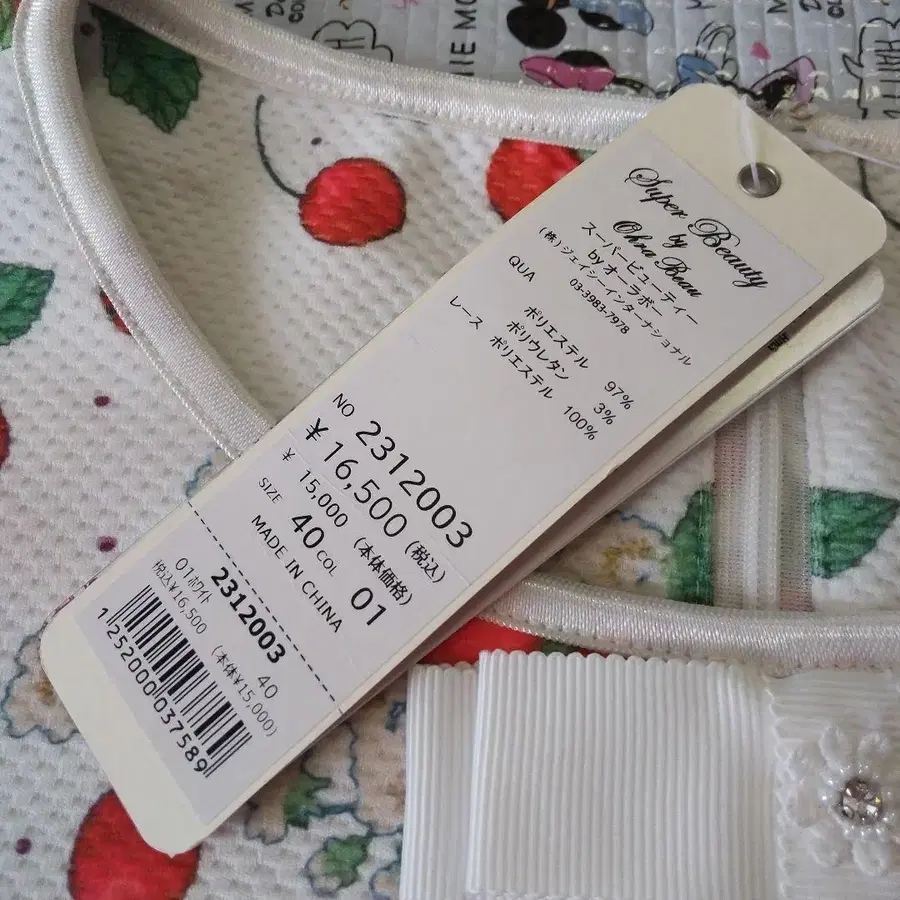 Super Beauty
by
Ohra Beau
スーパービューティー
by オーラボー
(株)ジェイシーインターナショナル
03-3983-7978
QUA
ポリエステル 97%
ポリウレタン 3%
レース ポリエステル 100%
NO 2312003
¥ 16,500 (税込)
¥ 15,000 (本体価格)
SIZE 40 COL 01
MADE IN CHINA
2312003
01ホワイト 40
税込¥16,500 (本体¥15,000)
1252000037589